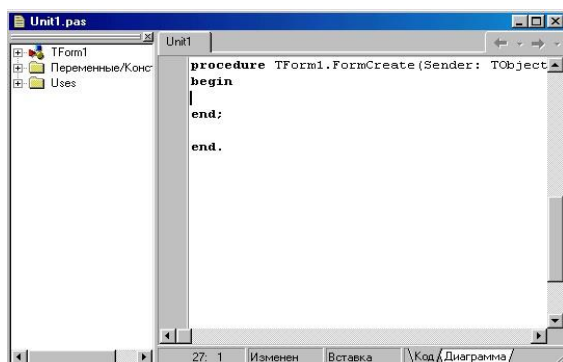 Unit1.pas
TForm1
Переменные/Конс
Uses
Unit1
procedure TForm1.FormCreate(Sender: TObject
begin
end;
end.
27: 1 Изменен Вставка Код Диаграмма